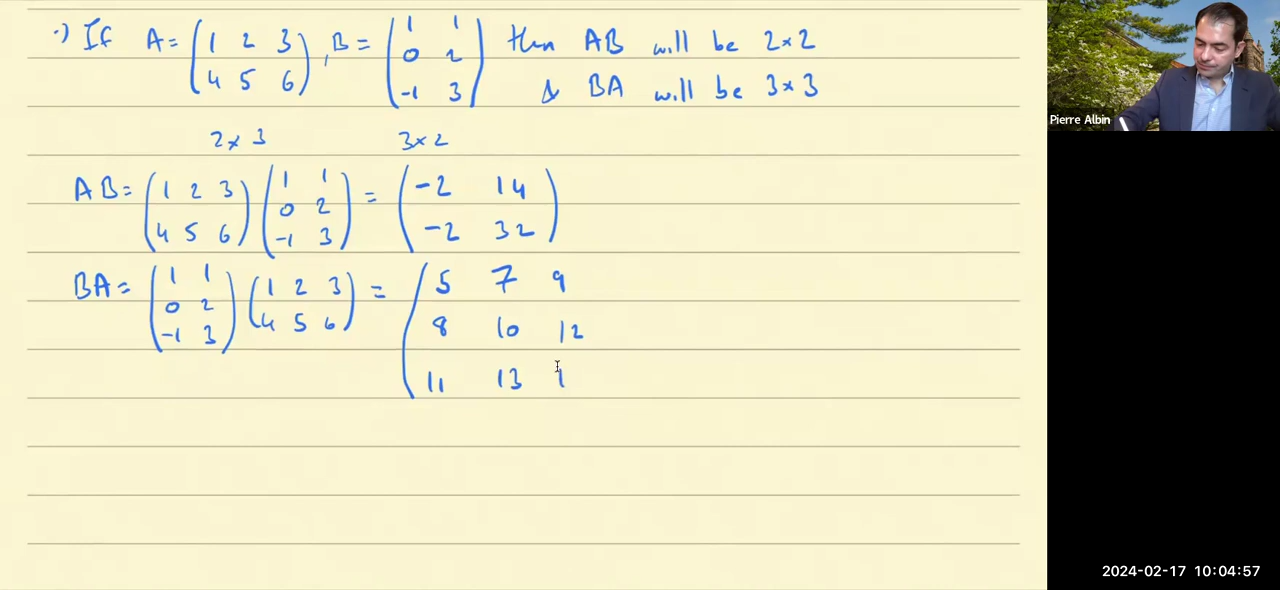 ·) If A = (1 2 3 / 4 5 6), B = (1 1 / 0 2 / -1 3) then AB will be 2×2
& BA will be 3×3
2×3 3×2
AB = (1 2 3 / 4 5 6) (1 1 / 0 2 / -1 3) = (-2 14 / -2 32)
BA = (1 1 / 0 2 / -1 3) (1 2 3 / 4 5 6) = (5 7 9 / 8 10 12 / 11 13 1
Pierre Albin
2024-02-17 10:04:57